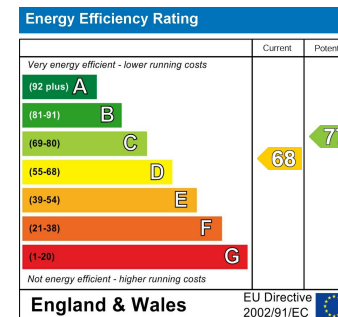 Energy Efficiency Rating
Current
Very energy efficient - lower running costs
(92 plus) A
(81-91) B
(69-80) C
(55-68) D
(39-54) E
(21-38) F
(1-20) G
68
Not energy efficient - higher running costs
England & Wales
EU Directive
2002/91/EC